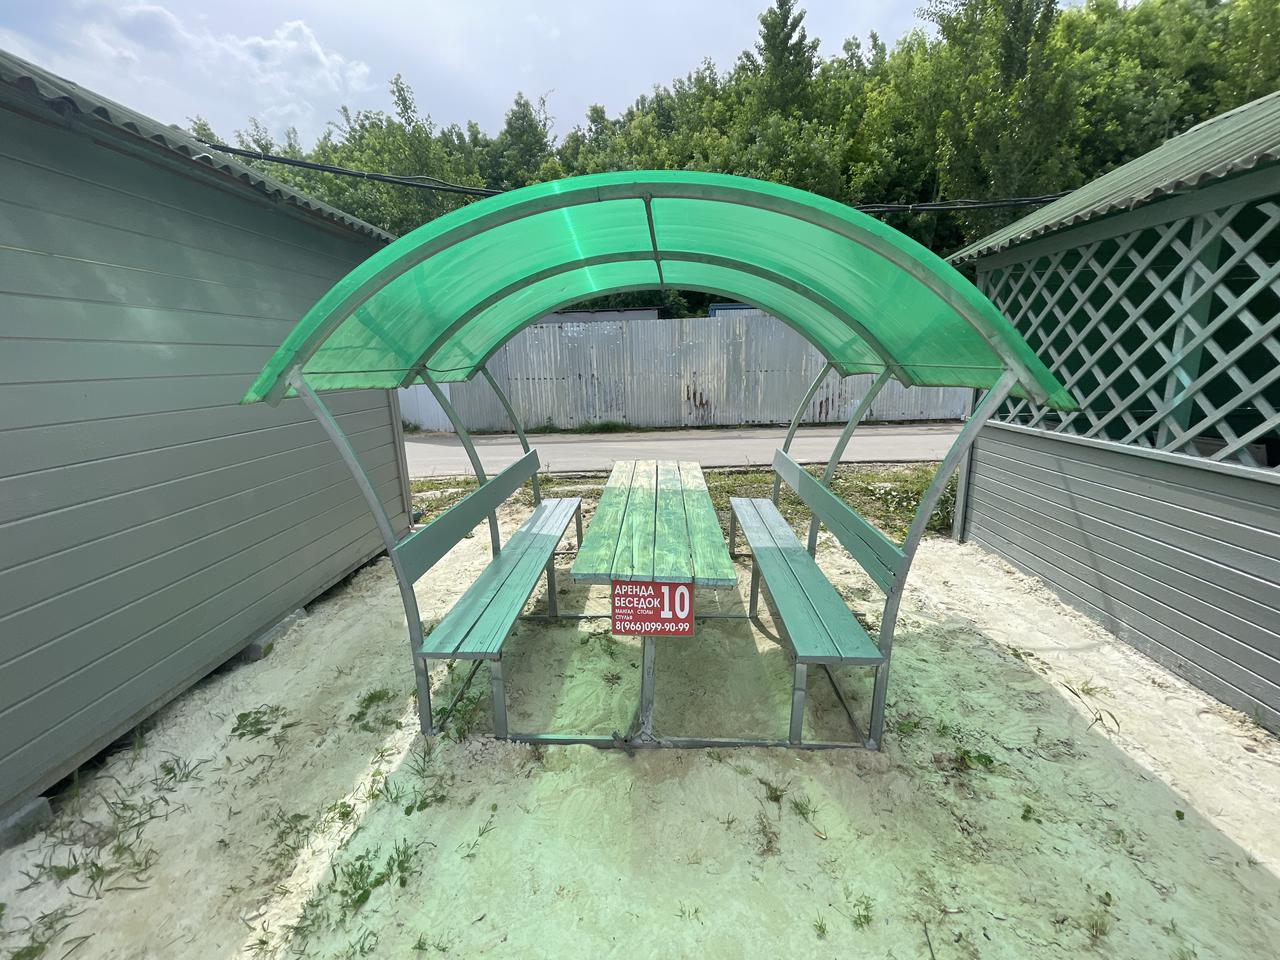 АРЕНДА
БЕСЕДОК 10
МАНГАЛ СТОЛЫ
СТУЛЬЯ
8(966)099-90-99